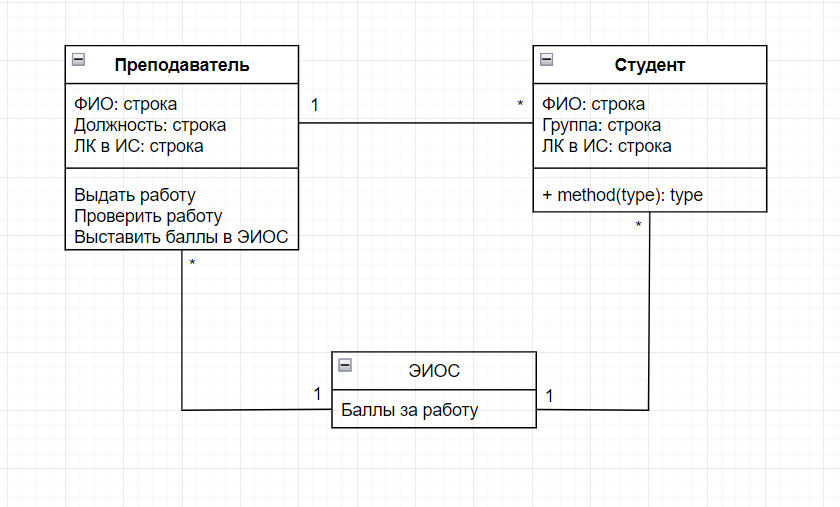 Преподаватель
ФИО: строка
Должность: строка
ЛК в ИС: строка
Выдать работу
Проверить работу
Выставить баллы в ЭИОС
1
*
Студент
ФИО: строка
Группа: строка
ЛК в ИС: строка
+ method(type): type
*
*
ЭИОС
Баллы за работу
1
1